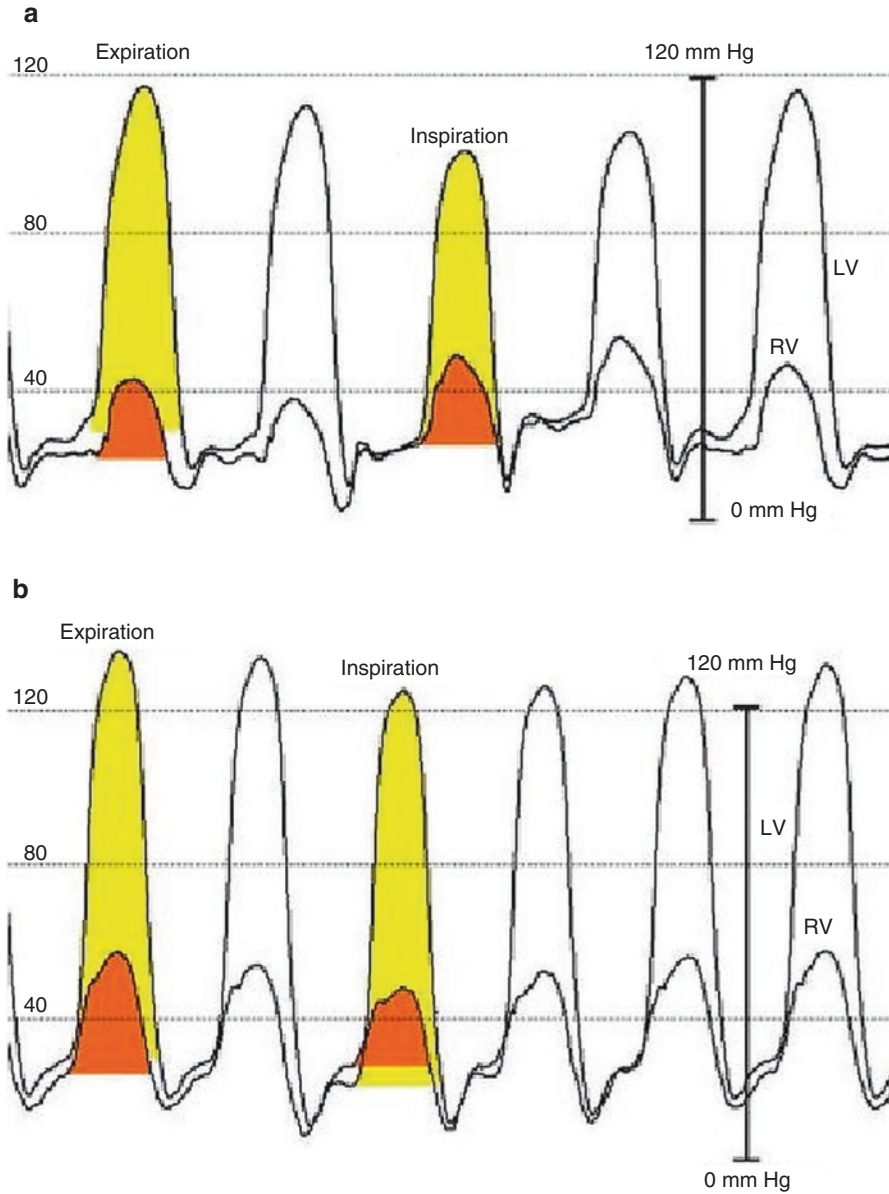 a
Expiration
120 mm Hg
120
Inspiration
80
LV
RV
40
0 mm Hg
b
Expiration
Inspiration
120 mm Hg
120
LV
80
RV
40
0 mm Hg